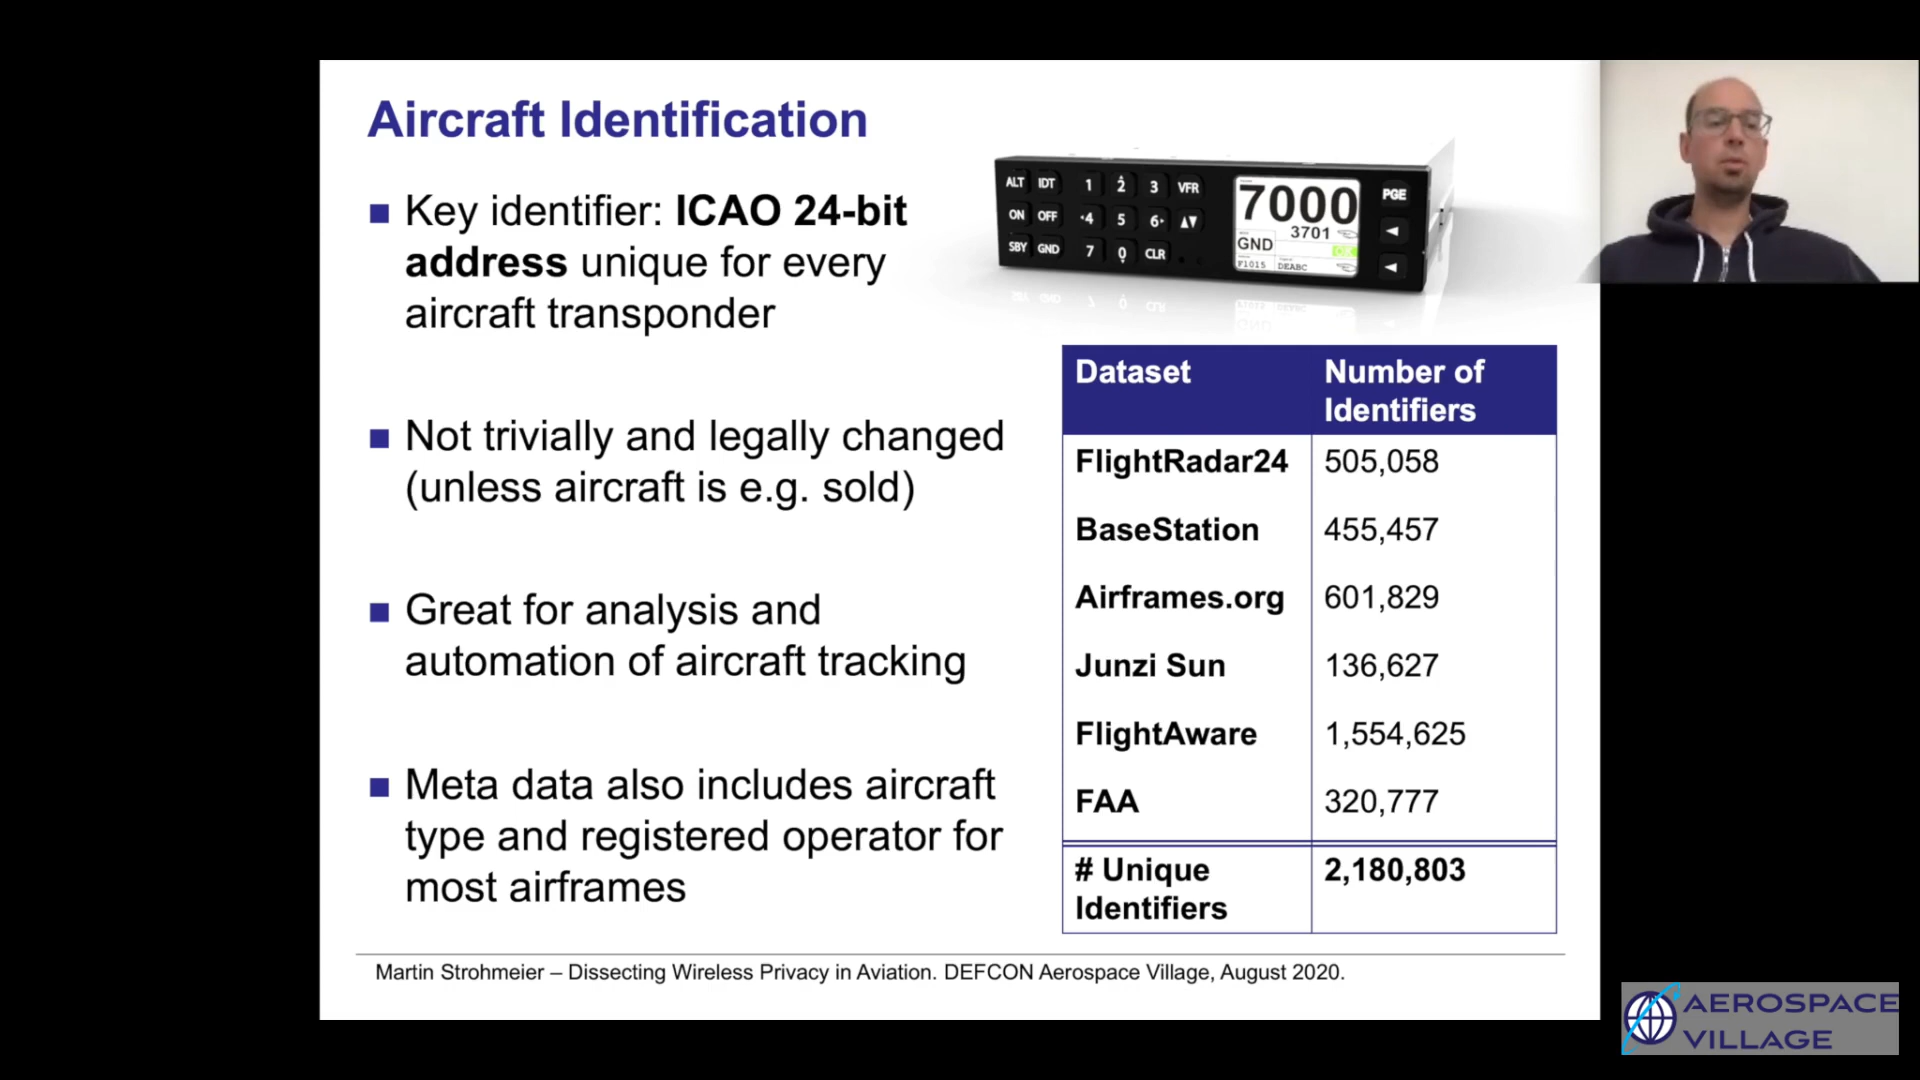 Aircraft Identification
■ Key identifier: ICAO 24-bit
address unique for every
aircraft transponder
■ Not trivially and legally changed
(unless aircraft is e.g. sold)
■ Great for analysis and
automation of aircraft tracking
■ Meta data also includes aircraft
type and registered operator for
most airframes
ALT IDT 1 2 3 VFR
ON OFF 4 5 6 ▲▼
SBY GND 7 0 CLR
7000
3701
GND
OK
F1015 DEABC
PGE
Dataset Number of
Identifiers
FlightRadar24 505,058
BaseStation 455,457
Airframes.org 601,829
Junzi Sun 136,627
FlightAware 1,554,625
FAA 320,777
# Unique 2,180,803
Identifiers
Martin Strohmeier – Dissecting Wireless Privacy in Aviation. DEFCON Aerospace Village, August 2020.
AEROSPACE
VILLAGE